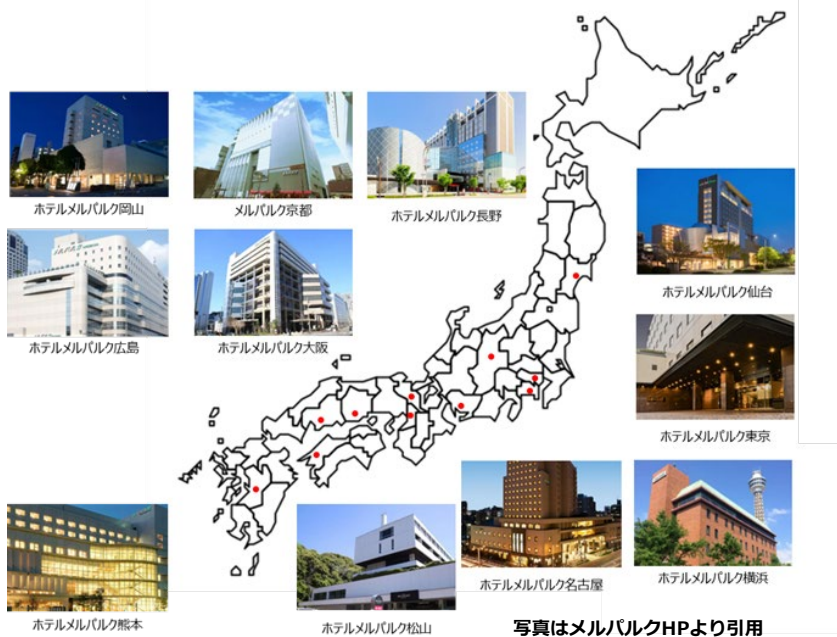 ホテルメルパルク岡山
メルパルク京都
ホテルメルパルク長野
ホテルメルパルク仙台
ホテルメルパルク広島
ホテルメルパルク大阪
ホテルメルパルク東京
ホテルメルパルク熊本
ホテルメルパルク松山
ホテルメルパルク名古屋
ホテルメルパルク横浜
写真はメルパルクHPより引用